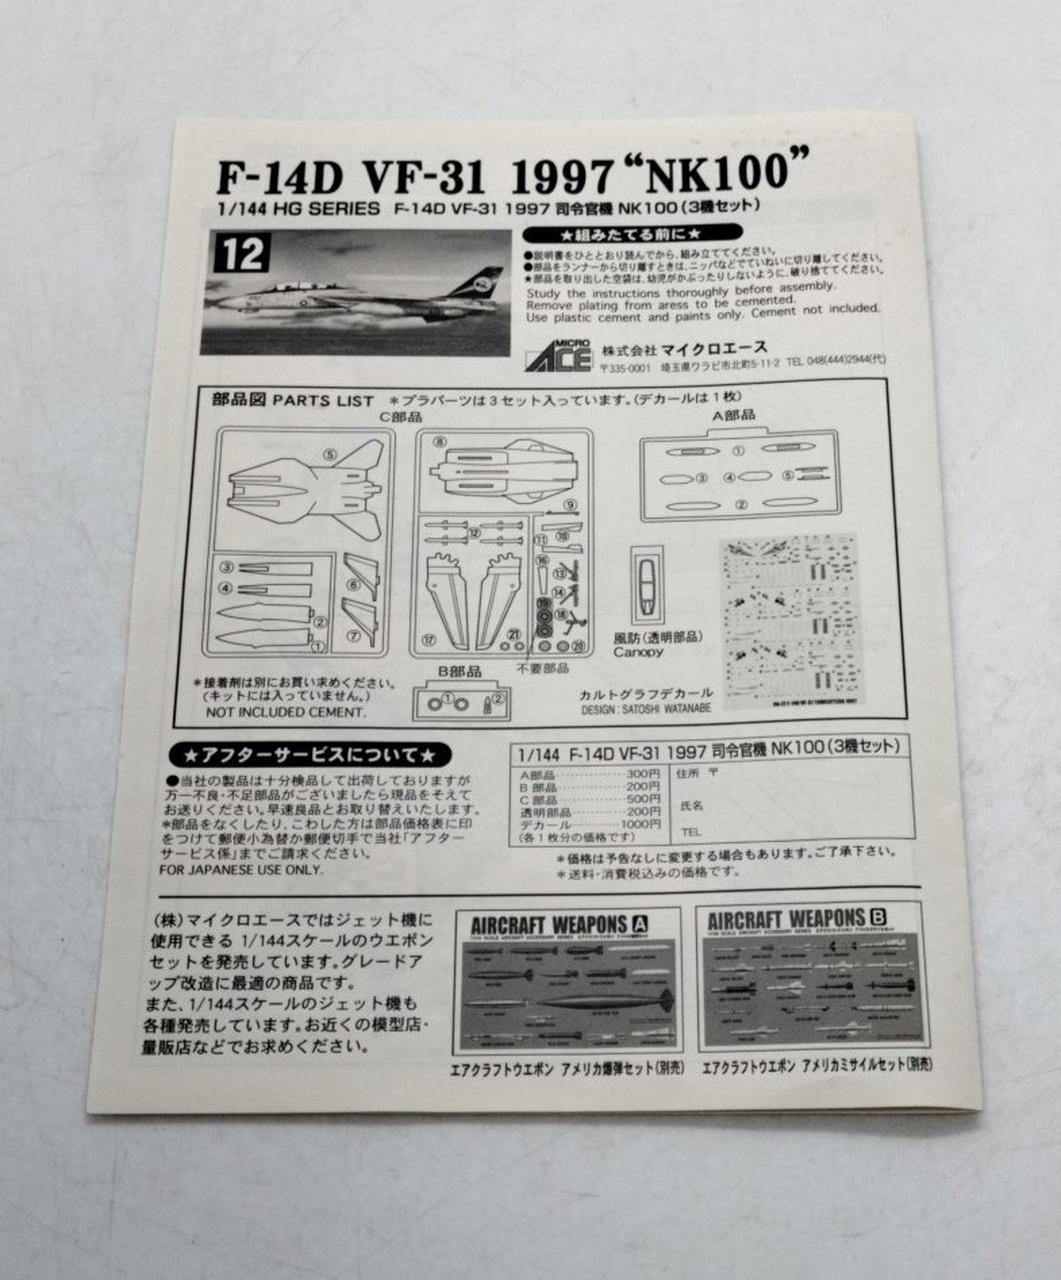 F-14D VF-31 1997 “NK100”
1/144 HG SERIES F-14D VF-31 1997 司令官機 NK100(3機セット)
12
★組みたてる前に★
●説明書をひととおり読んでから、組み立ててください。
●部品をランナーから切り離すときは、ニッパなどでていねいに切り離してください。
★部品を取り出した空袋は、幼児がかぶったりしないように、破り捨ててください。
Study the instructions thoroughly before assembly.
Remove plating from aress to be cemented.
Use plastic cement and paints only. Cement not included.
MICRO ACE
株式会社 マイクロエース
〒335-0001 埼玉県ワラビ市北町5-11-2 TEL 048(444)2944(代)
部品図 PARTS LIST *プラパーツは3セット入っています。(デカールは1枚)
C部品
A部品
⑤
⑧
①
③ ④ ⑤
②
⑨
⑫ ⑪ ⑩
③
④
②
①
⑥
⑦
⑯ ⑬
⑭
⑲ ⑱
⑰ ㉑ ⑳
不要部品
B部品
① ②
風防(透明部品)
Canopy
カルトグラフデカール
DESIGN : SATOSHI WATANABE
*接着剤は別にお買い求めください。
(キットには入っていません。)
NOT INCLUDED CEMENT.
★アフターサービスについて★
●当社の製品は十分検品して出荷しておりますが
万一不良・不足部品がございましたら現品をそえて
お送りください。早速良品とお取り替えいたします。
*部品をなくしたり、こわした方は部品価格表に印
をつけて郵便小為替か郵便切手で当社「アフター
サービス係」までご請求ください。
FOR JAPANESE USE ONLY.
1/144 F-14D VF-31 1997 司令官機 NK100(3機セット)
A部品 300円
B 部品 200円
C 部品 500円
透明部品 200円
デカール 1000円
(各1枚分の価格です)
住所 〒
氏名
TEL
*価格は予告なしに変更する場合もあります。ご了承下さい。
*送料・消費税込みの価格です。
(株)マイクロエースではジェット機に
使用できる 1/144スケールのウエポン
セットを発売しています。グレードア
ップ改造に最適の商品です。
また、1/144スケールのジェット機も
各種発売しています。お近くの模型店・
量販店などでお求めください。
AIRCRAFT WEAPONS A
エアクラフトウエポン アメリカ爆弾セット(別売)
AIRCRAFT WEAPONS B
エアクラフトウエポン アメリカミサイルセット(別売)